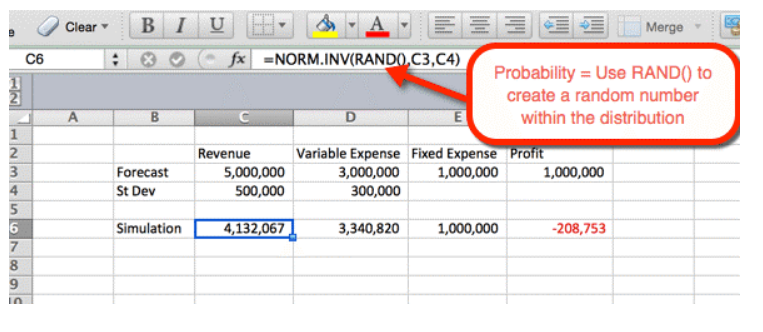 Clear
B I U A Merge
C6 fx =NORM.INV(RAND(),C3,C4)
Probability = Use RAND() to
create a random number
within the distribution
1
2
A B C D E
1
2 Revenue Variable Expense Fixed Expense Profit
3 Forecast 5,000,000 3,000,000 1,000,000 1,000,000
4 St Dev 500,000 300,000
5
6 Simulation 4,132,067 3,340,820 1,000,000 -208,753
7
8
9
10